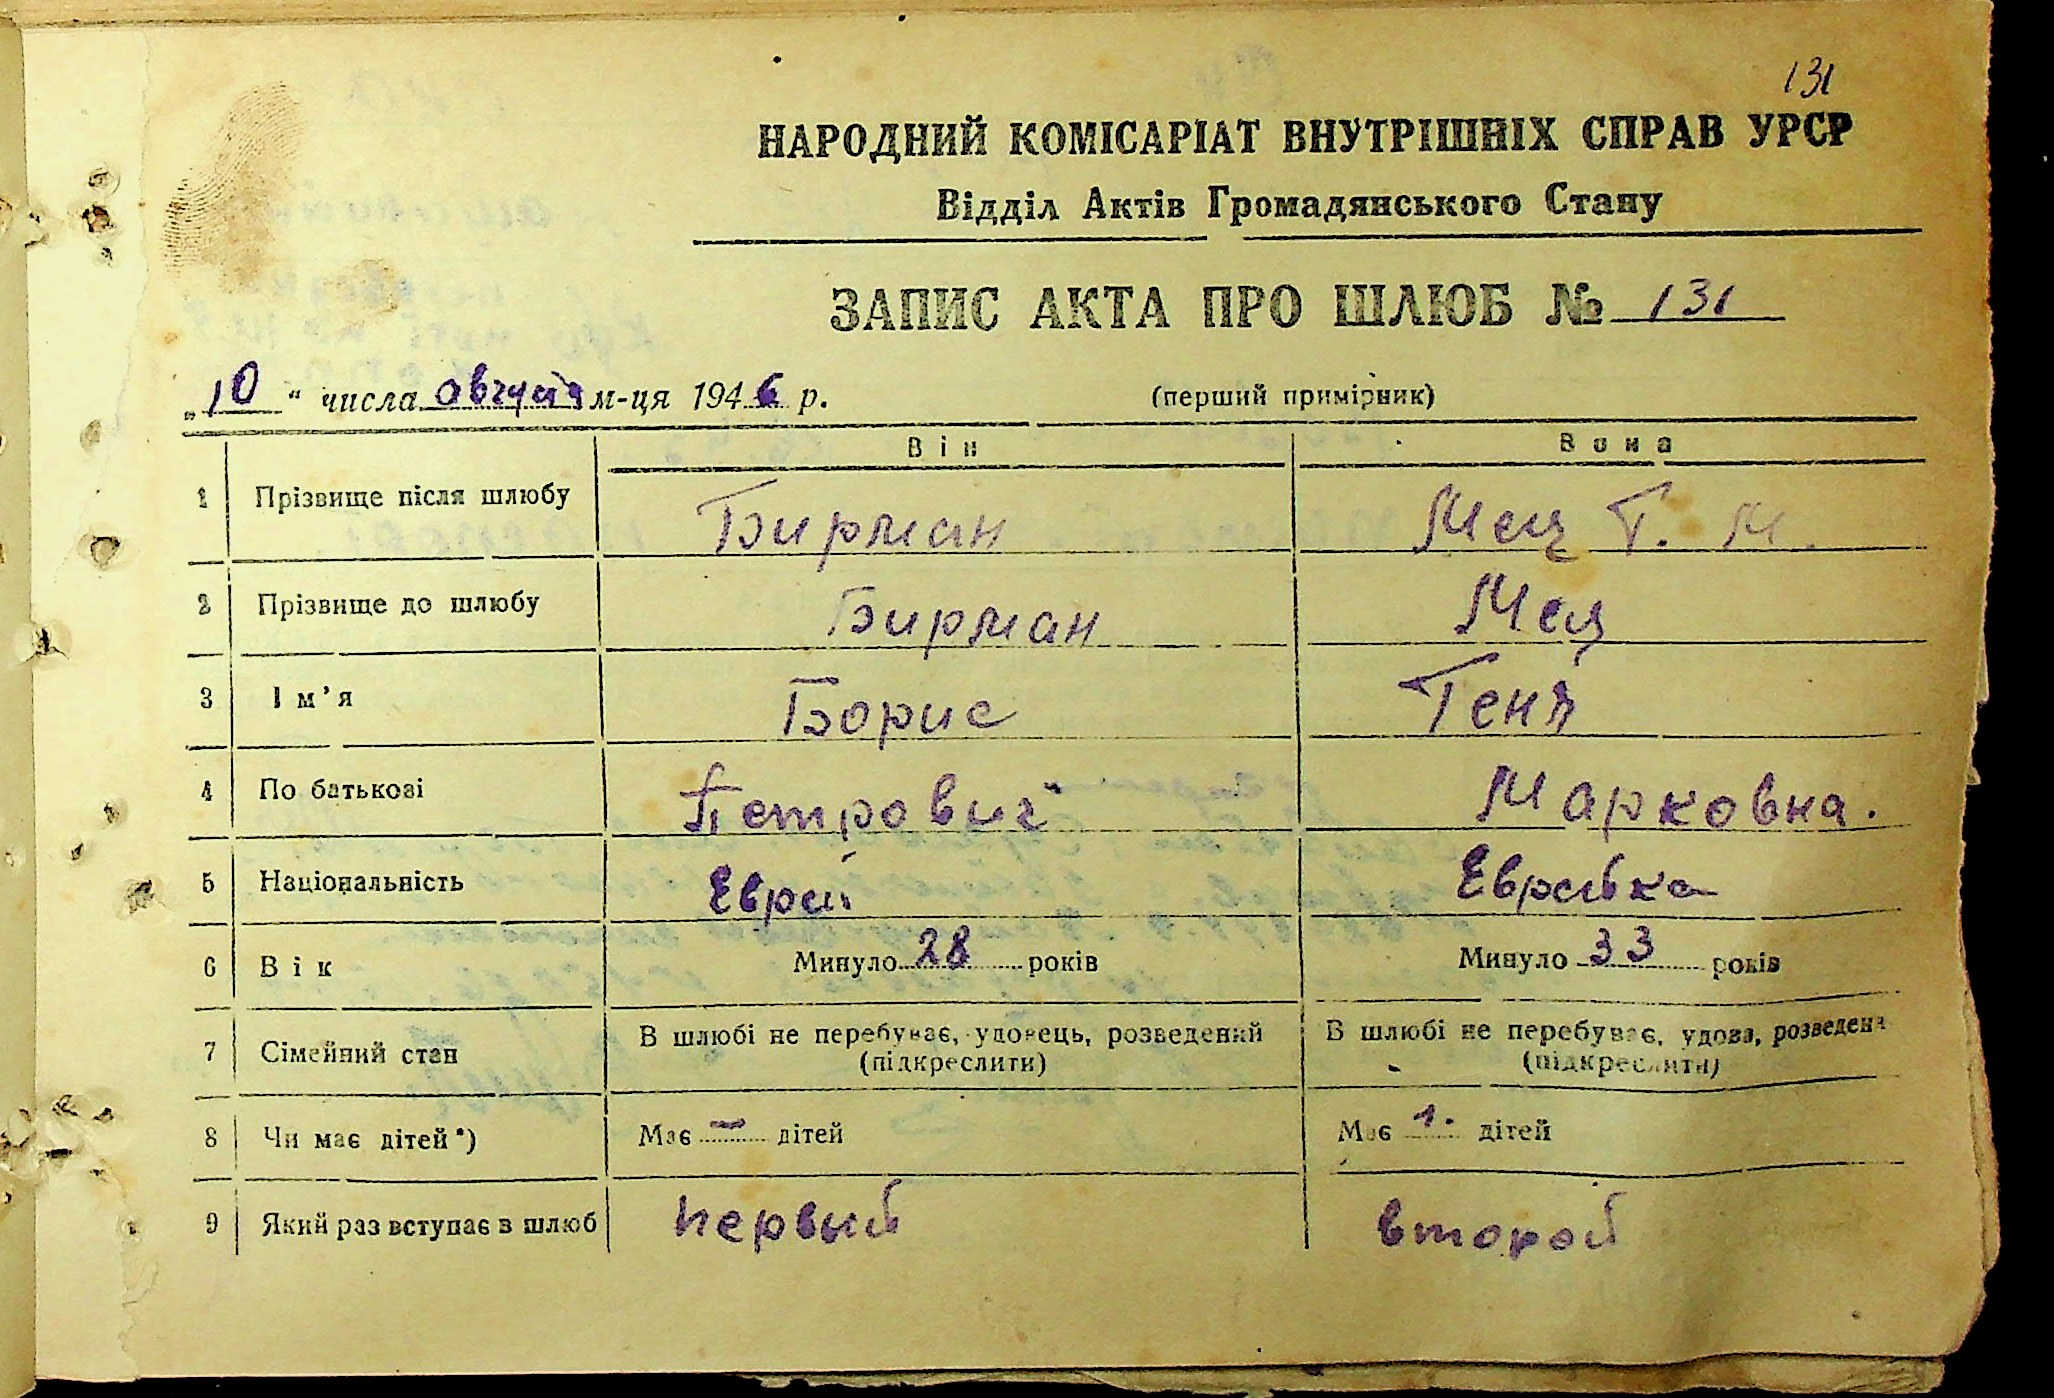 131
НАРОДНИЙ КОМІСАРІАТ ВНУТРІШНІХ СПРАВ УРСР
Відділ Актів Громадянського Стану
ЗАПИС АКТА ПРО ШЛЮБ № 131
„10“ числа августа м-ця 1946 р. (перший примірник)
Він Вона
1 Прізвище після шлюбу Бирман Мец Г. М.
2 Прізвище до шлюбу Бирман Мец
3 Ім’я Борис Геня
4 По батькові Петрович Марковна.
5 Національність Еврей Еврейка
6 Вік Минуло 28 років Минуло 33 років
7 Сімейний стан В шлюбі не перебуває, удовець, розведений В шлюбі не перебуває, удова, розведена
(підкреслити) (підкреслити)
8 Чи має дітей*) Має — дітей Має 1. дітей
9 Який раз вступає в шлюб первый второй